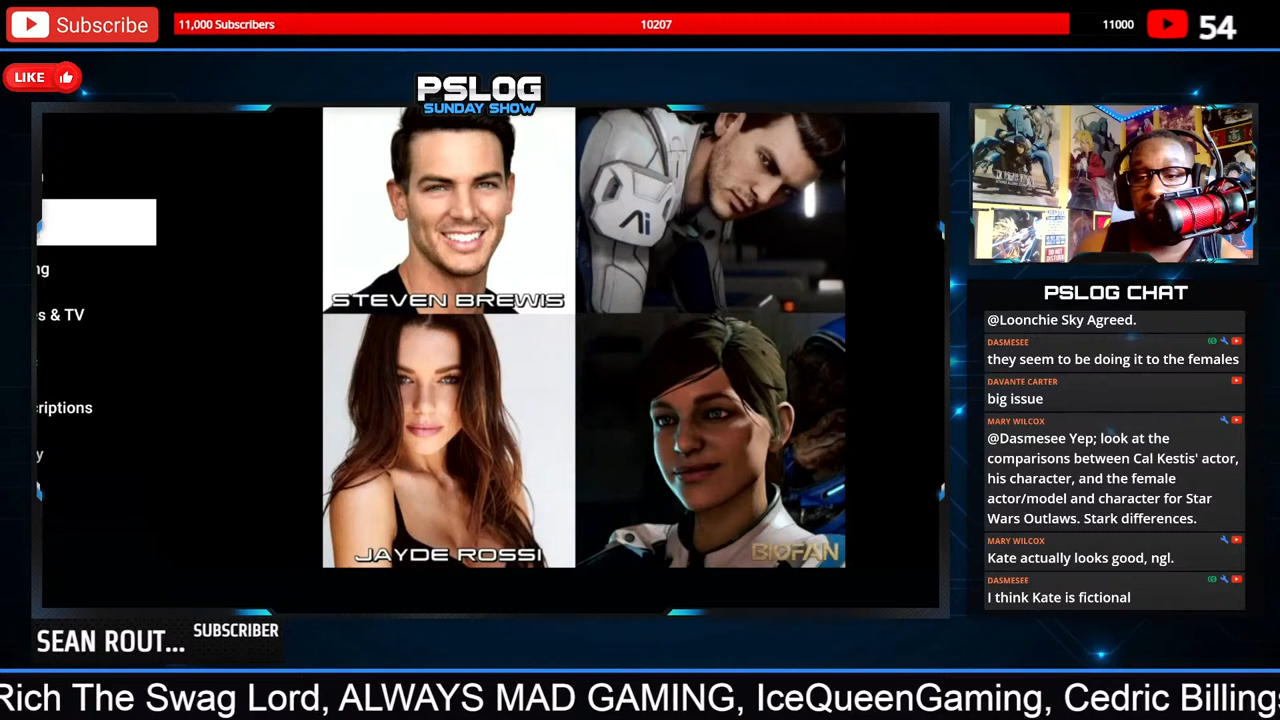 Subscribe
11,000 Subscribers
10207
11000
54
LIKE
PSLOG
SUNDAY SHOW
ng
s & TV
criptions
y
STEVEN BREWIS
Ai
JAYDE ROSSI
BIOFAN
PSLOG CHAT
@Loonchie Sky Agreed.
DASMESEE
they seem to be doing it to the females
DAVANTE CARTER
big issue
MARY WILCOX
@Dasmesee Yep; look at the
comparisons between Cal Kestis' actor,
his character, and the female
actor/model and character for Star
Wars Outlaws. Stark differences.
MARY WILCOX
Kate actually looks good, ngl.
DASMESEE
I think Kate is fictional
SEAN ROUT...
SUBSCRIBER
Rich The Swag Lord, ALWAYS MAD GAMING, IceQueenGaming, Cedric Billings